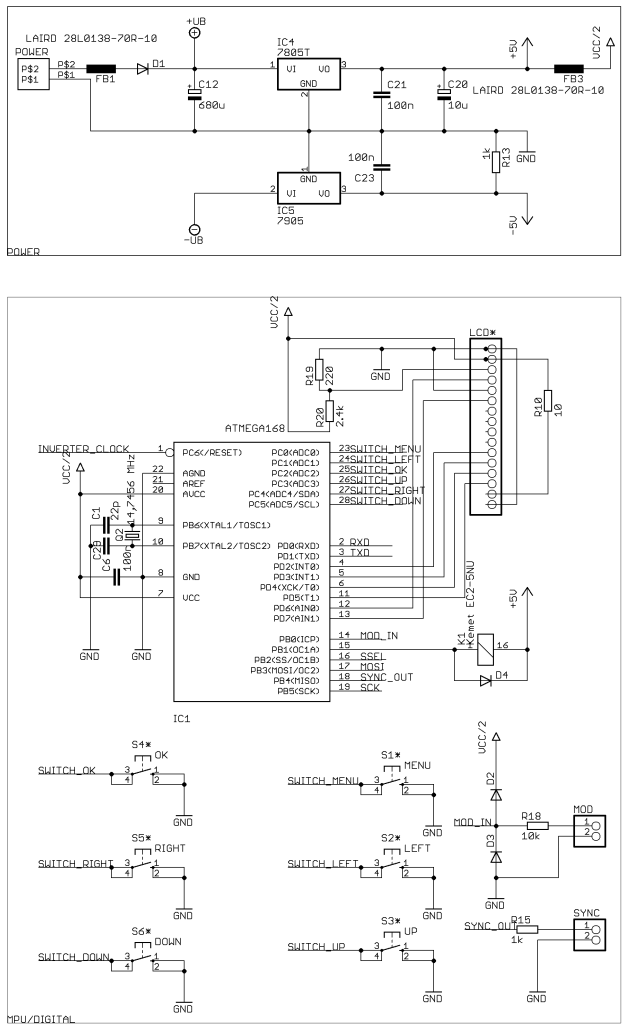 LAIRD 28L0138-70R-10
POWER
P$2
P$1
P$2
P$1
FB1
D1
+UB
C12
680u
IC4
7805T
1
VI
VO
3
GND
2
C21
100n
C20
10u
+5V
FB3
VCC/2
LAIRD 28L0138-70R-10
100n
C23
1k
R13
GND
1
GND
2
VI
VO
3
IC5
7905
-UB
-5V
POWER
VCC/2
LCD*
R19
220
GND
R20
2.4k
R10
10
ATMEGA168
INVERTER_CLOCK
1
PC6(/RESET)
VCC/2
22
AGND
21
AREF
20
AVCC
C1
22p
14,7456 MHz
Q2
9
PB6(XTAL1/TOSC1)
C29
10
PB7(XTAL2/TOSC2)
C6
100n
8
GND
7
VCC
GND
GND
PC0(ADC0)
23
SWITCH_MENU
PC1(ADC1)
24
SWITCH_LEFT
PC2(ADC2)
25
SWITCH_OK
PC3(ADC3)
26
SWITCH_UP
PC4(ADC4/SDA)
27
SWITCH_RIGHT
PC5(ADC5/SCL)
28
SWITCH_DOWN
PD0(RXD)
2
RXD
PD1(TXD)
3
TXD
PD2(INT0)
4
PD3(INT1)
5
PD4(XCK/T0)
6
PD5(T1)
11
PD6(AIN0)
12
PD7(AIN1)
13
PB0(ICP)
14
MOD_IN
PB1(OC1A)
15
PB2(SS/OC1B)
16
SSEL
PB3(MOSI/OC2)
17
MOSI
PB4(MISO)
18
SYNC_OUT
PB5(SCK)
19
SCK
IC1
K1
Kemet EC2-5NU
16
+5V
D4
S4*
OK
SWITCH_OK
3
1
4
2
GND
S1*
MENU
SWITCH_MENU
3
1
4
2
GND
VCC/2
D2
MOD_IN
R18
10k
MOD
1
2
D3
GND
S5*
RIGHT
SWITCH_RIGHT
3
1
4
2
GND
S2*
LEFT
SWITCH_LEFT
3
1
4
2
GND
SYNC_OUT
R15
1k
SYNC
1
2
GND
S6*
DOWN
SWITCH_DOWN
3
1
4
2
GND
S3*
UP
SWITCH_UP
3
1
4
2
GND
MPU/DIGITAL